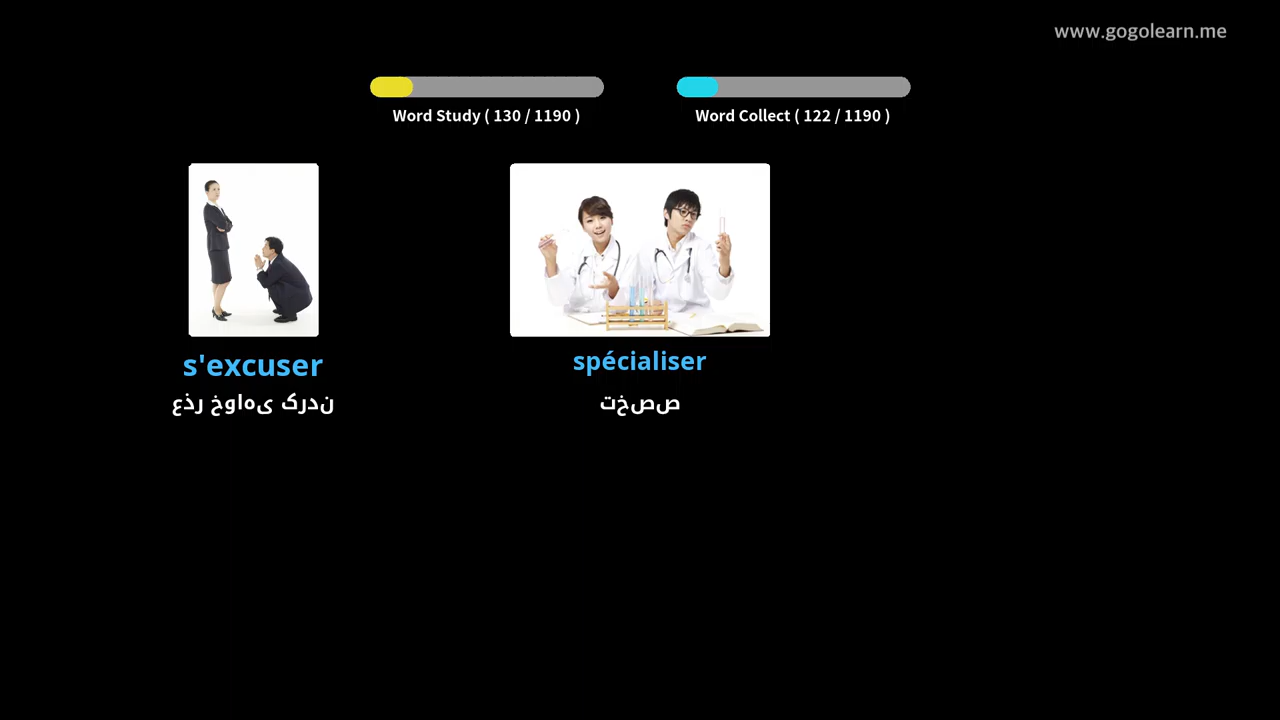 www.gogolearn.me
Word Study ( 130 / 1190 )
Word Collect ( 122 / 1190 )
s'excuser
عذر خواهی کردن
spécialiser
تخصص